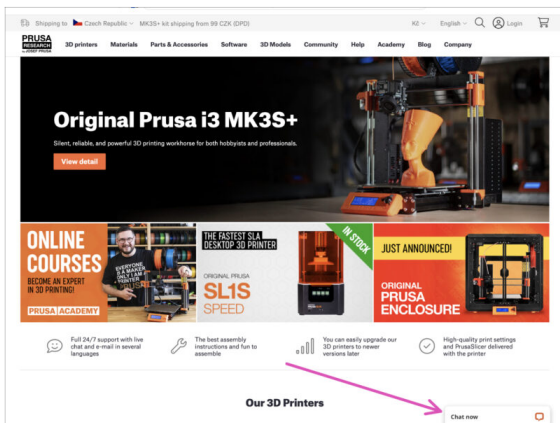 Shipping to Czech Republic MK3S+ kit shipping from 99 CZK (DPD) Kč English Login
PRUSA
RESEARCH
by JOSEF PRUSA
3D printers Materials Parts & Accessories Software 3D Models Community Help Academy Blog Company
Original Prusa i3 MK3S+
Silent, reliable, and powerful 3D printing workhorse for both hobbyists and professionals.
View detail
ONLINE
COURSES
BECOME AN EXPERT
IN 3D PRINTING!
PRUSA ACADEMY
EVERYONE
IS A MAKER
THE FASTEST SLA
DESKTOP 3D PRINTER
ORIGINAL PRUSA
SL1S
SPEED
IN STOCK
JUST ANNOUNCED!
ORIGINAL
PRUSA
ENCLOSURE
Full 24/7 support with live
chat and e-mail in several
languages
The best assembly
instructions and fun to
assemble
You can easily upgrade our
3D printers to newer
versions later
High-quality print settings
and PrusaSlicer delivered
with the printer
Our 3D Printers
Chat now